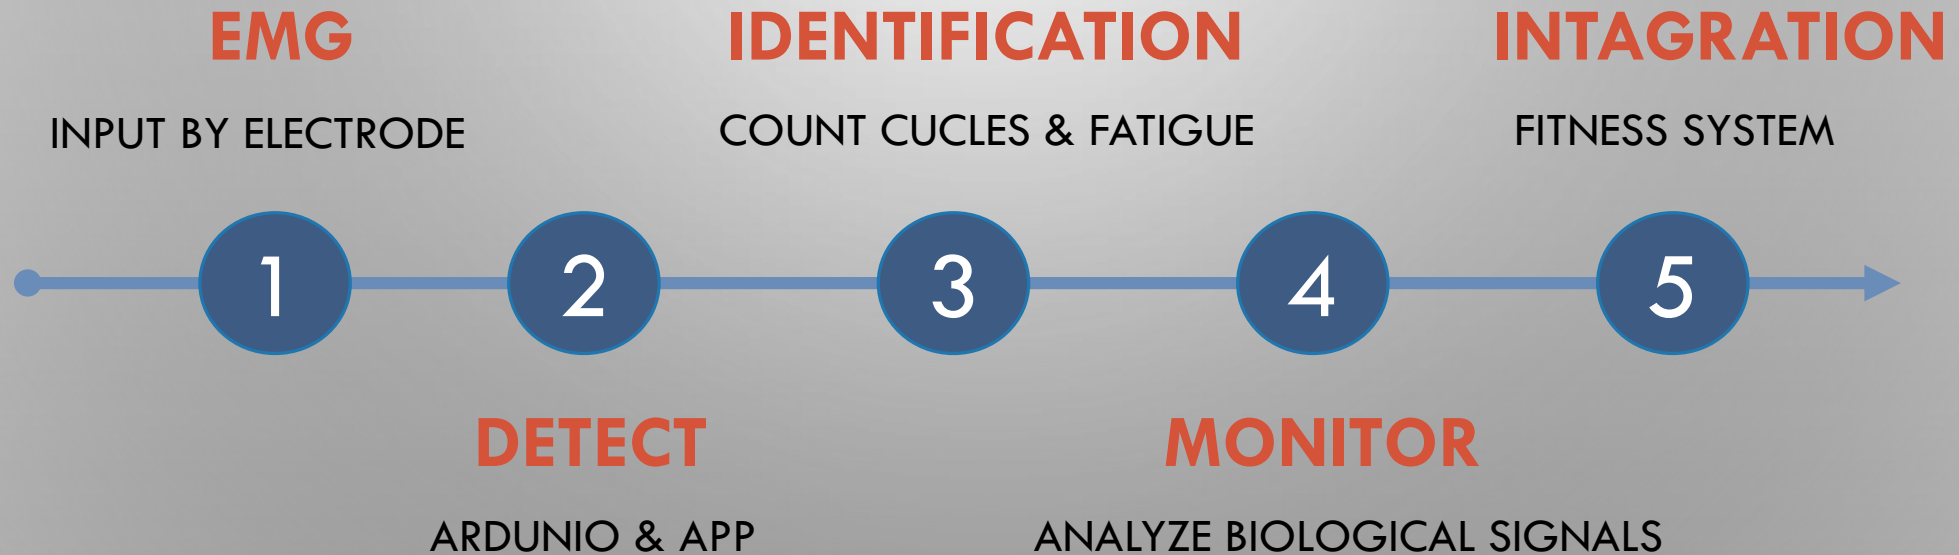 EMG
INPUT BY ELECTRODE
IDENTIFICATION
COUNT CUCLES & FATIGUE
INTAGRATION
FITNESS SYSTEM
1
2
3
4
5
DETECT
ARDUNIO & APP
MONITOR
ANALYZE BIOLOGICAL SIGNALS